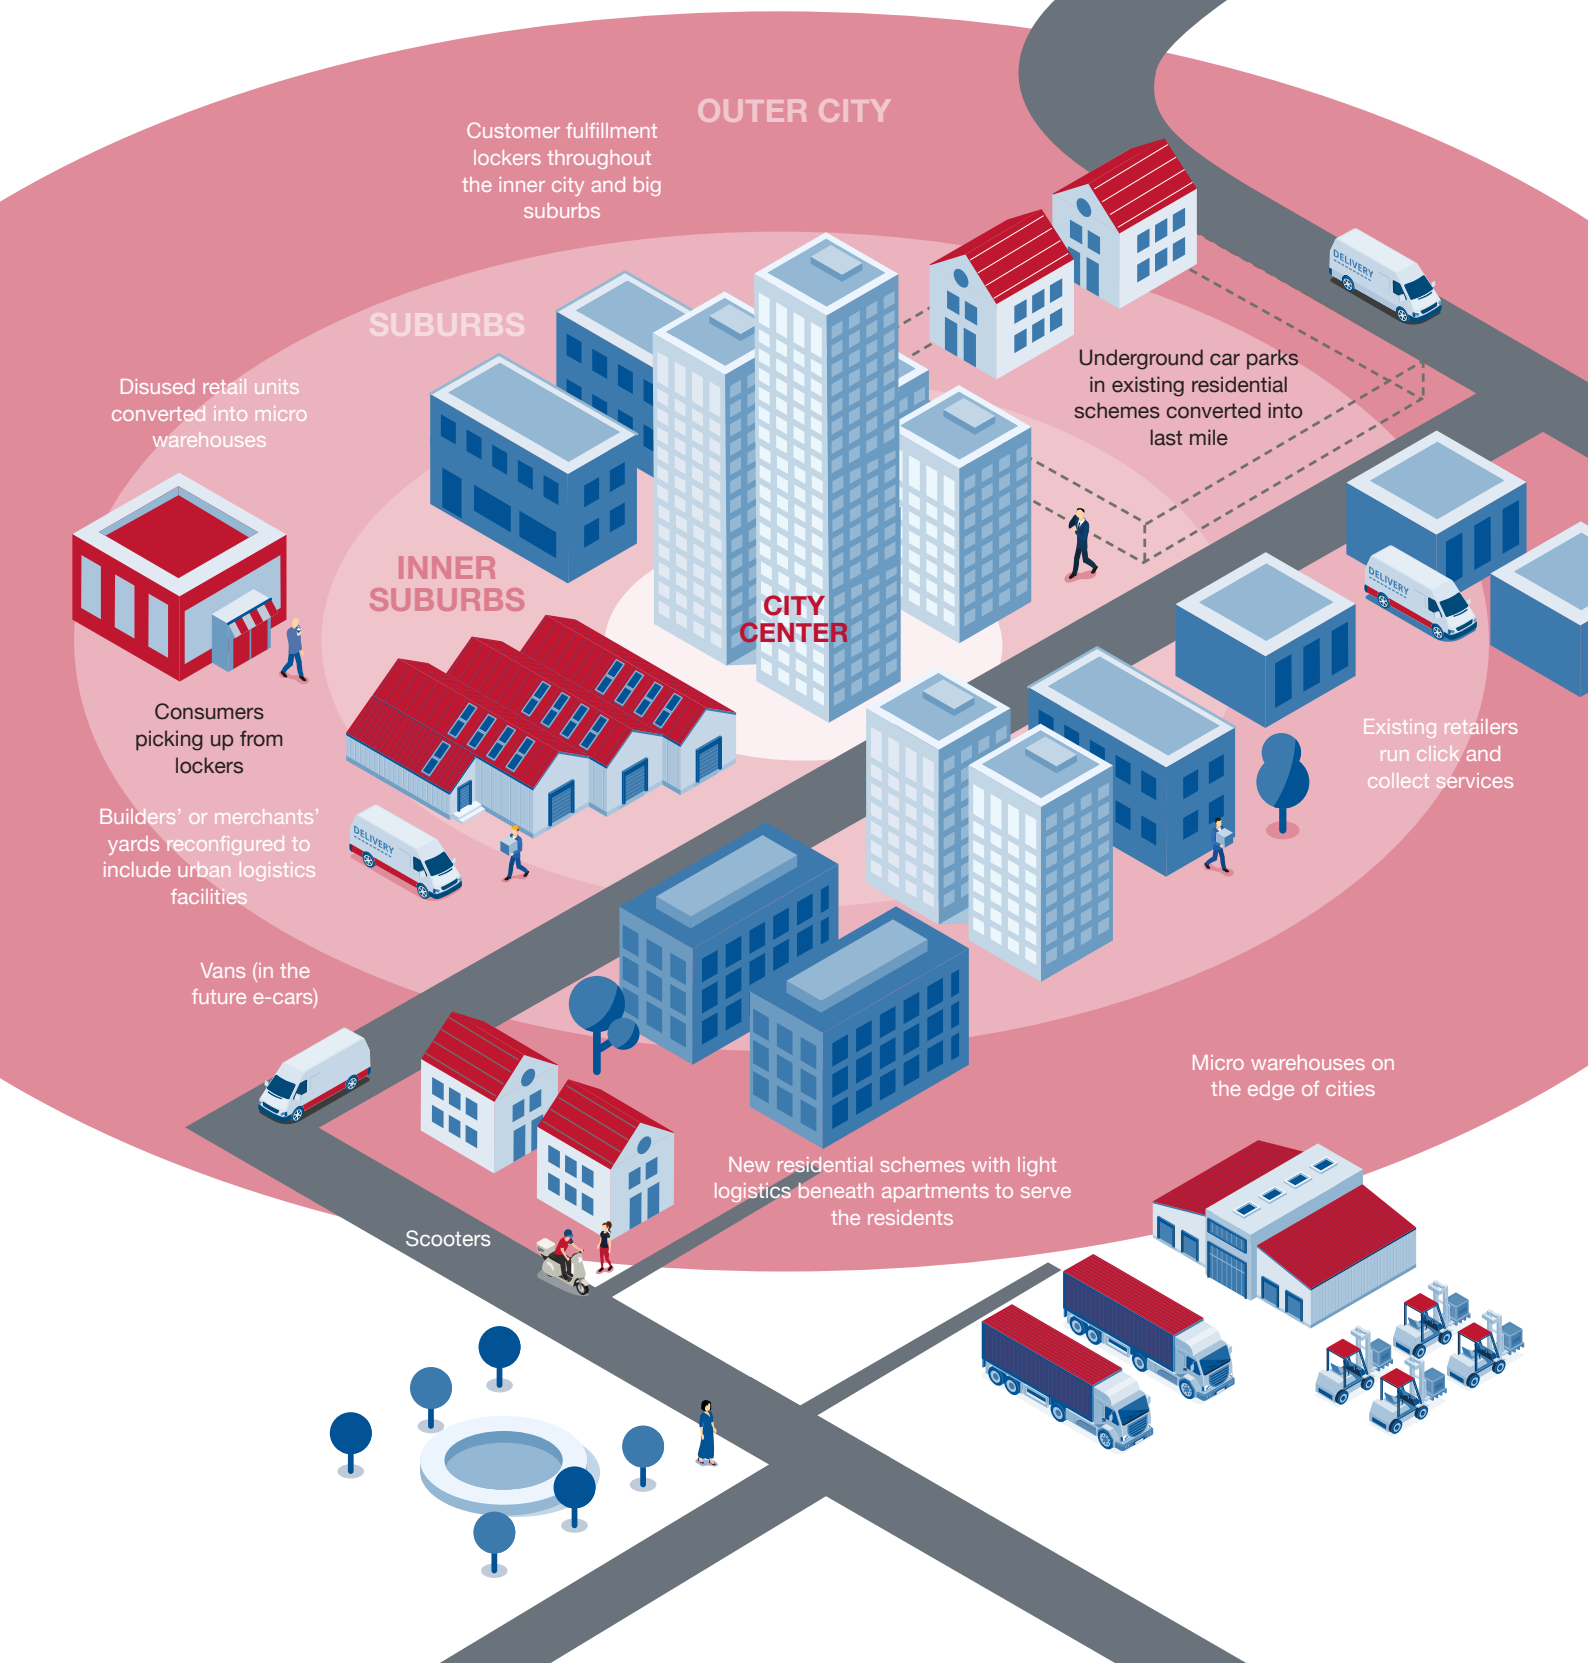 OUTER CITY
Customer fulfillment
lockers throughout
the inner city and big
suburbs
DELIVERY
SUBURBS
Underground car parks
in existing residential
schemes converted into
last mile
Disused retail units
converted into micro
warehouses
INNER
SUBURBS
DELIVERY
CITY
CENTER
Consumers
picking up from
lockers
Existing retailers
run click and
collect services
Builders’ or merchants’
yards reconfigured to
include urban logistics
facilities
DELIVERY
Vans (in the
future e-cars)
Micro warehouses on
the edge of cities
New residential schemes with light
logistics beneath apartments to serve
the residents
Scooters